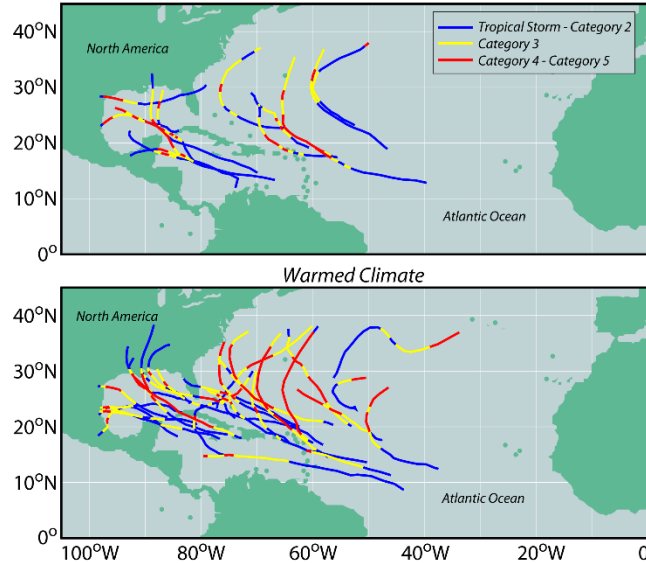 40°N
North America
Tropical Storm - Category 2
Category 3
Category 4 - Category 5
30°N
20°N
10°N
Atlantic Ocean
0°
Warmed Climate
40°N
North America
30°N
20°N
10°N
Atlantic Ocean
0°
100°W 80°W 60°W 40°W 20°W 0